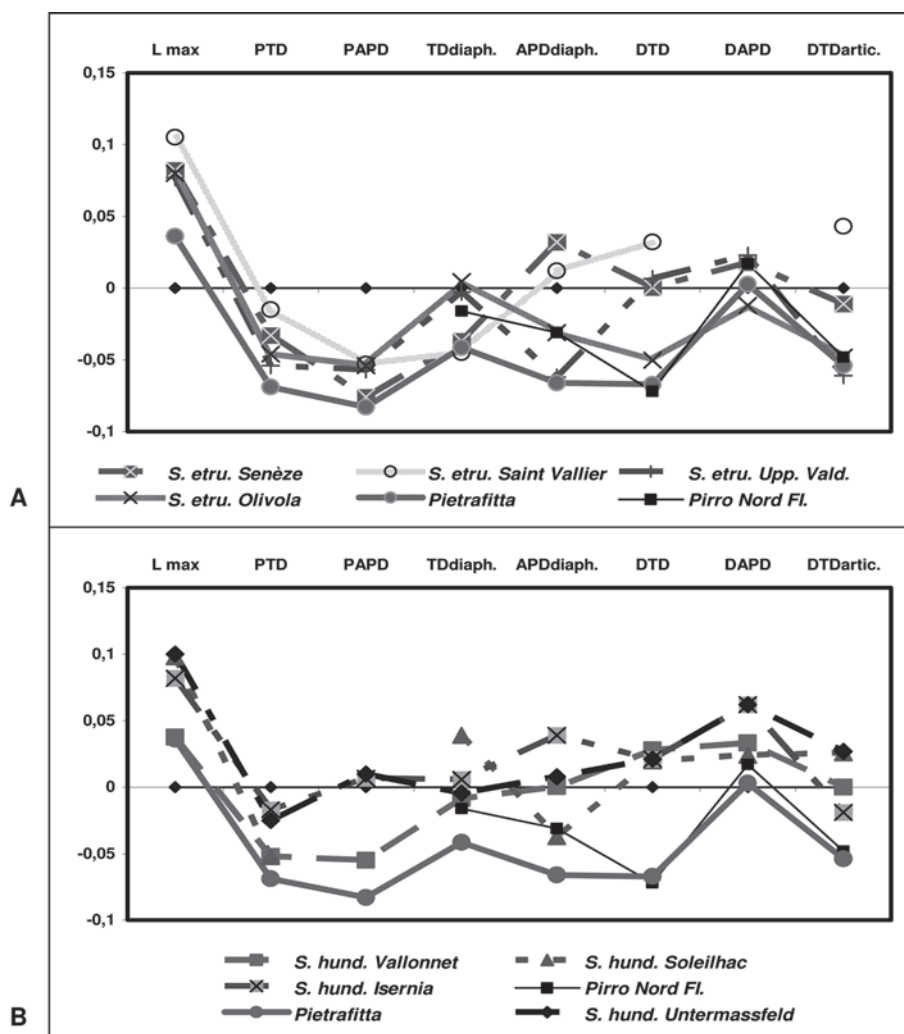 L max PTD PAPD TDdiaph. APDdiaph. DTD DAPD DTDartic.
0,15
0,1
0,05
0
-0,05
-0,1
S. etru. Senèze S. etru. Saint Vallier S. etru. Upp. Vald.
S. etru. Olivola Pietrafitta Pirro Nord Fl.
A
L max PTD PAPD TDdiaph. APDdiaph. DTD DAPD DTDartic.
0,15
0,1
0,05
0
-0,05
-0,1
S. hund. Vallonnet S. hund. Soleilhac
S. hund. Isernia Pirro Nord Fl.
Pietrafitta S. hund. Untermassfeld
B